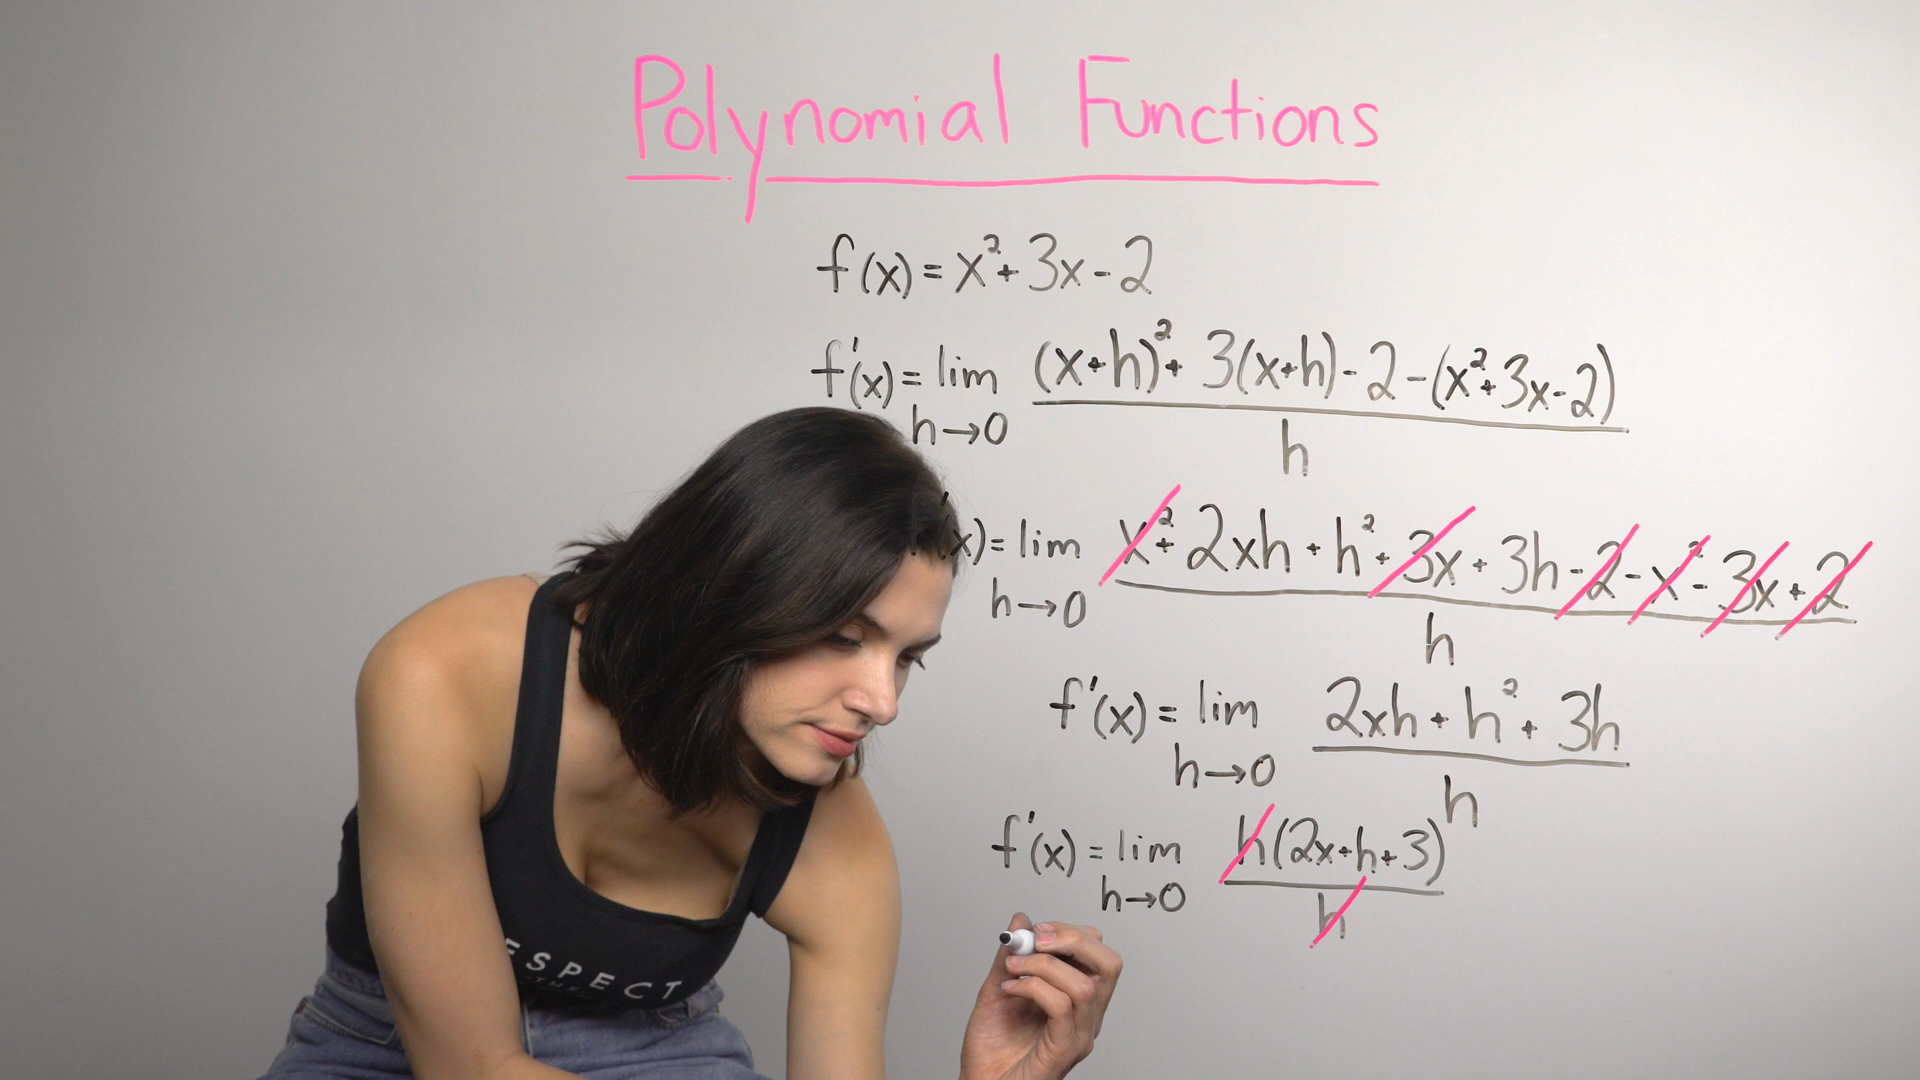 Polynomial Functions
f(x) = x² + 3x - 2
f'(x) = lim h→0 (x+h)² + 3(x+h) - 2 - (x² + 3x - 2) / h
'(x) = lim h→0 x² + 2xh + h² + 3x + 3h - 2 - x² - 3x + 2 / h
f'(x) = lim h→0 2xh + h² + 3h / h
f'(x) = lim h→0 h(2x + h + 3) / h
ESPECT